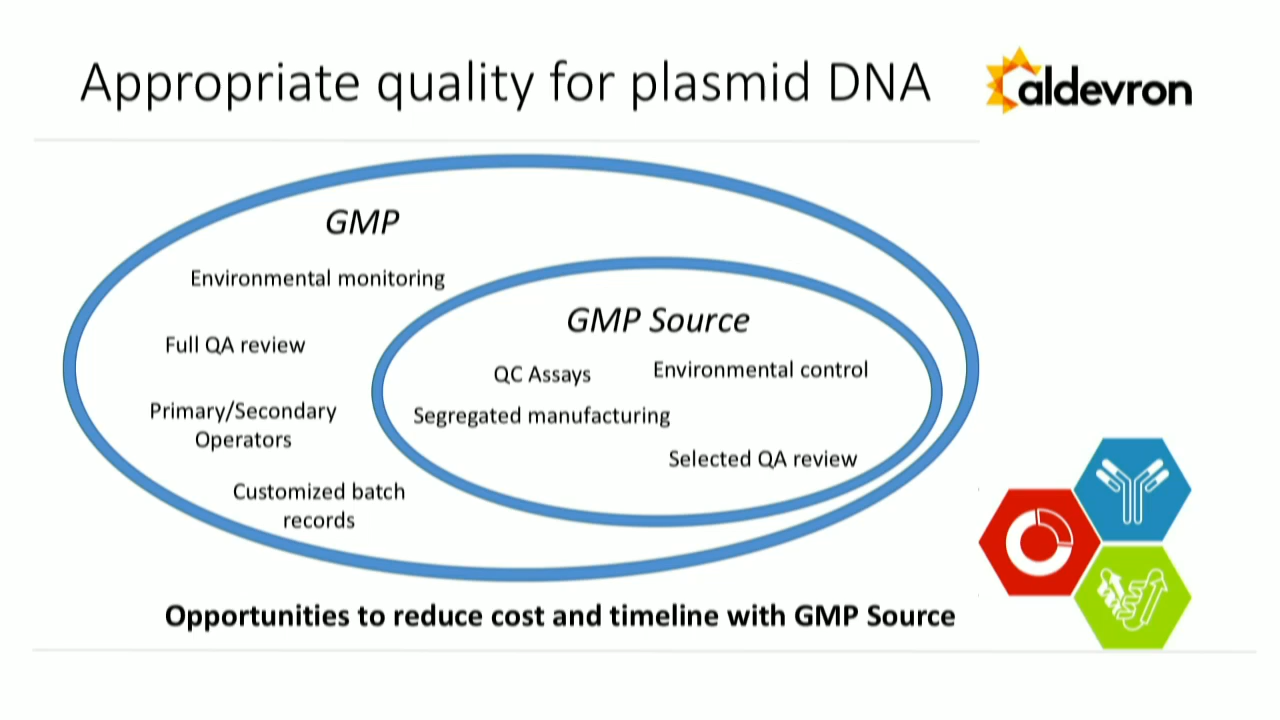 Appropriate quality for plasmid DNA
aldevron
GMP
Environmental monitoring
Full QA review
Primary/Secondary
Operators
Customized batch
records
GMP Source
QC Assays
Environmental control
Segregated manufacturing
Selected QA review
Opportunities to reduce cost and timeline with GMP Source